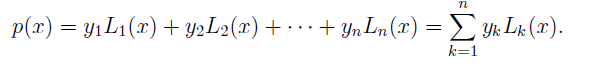 p(x) = y₁L₁(x) + y₂L₂(x) + ⋯ + yₙLₙ(x) = ∑ₖ₌₁ⁿ yₖLₖ(x).